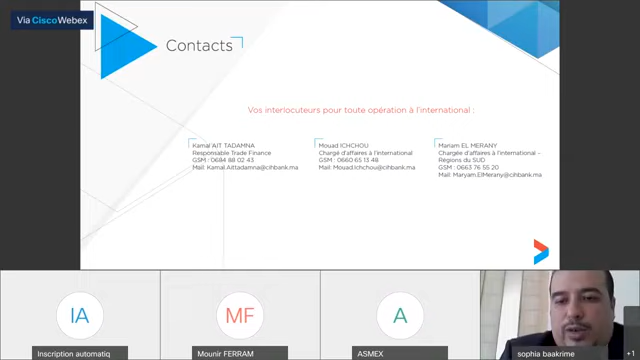 Via CiscoWebex
Contacts
Vos interlocuteurs pour toute opération à l'international :
Kamal AIT TADAMNA
Responsable Trade Finance
GSM : 0684 88 02 43
Mail: Kamal.Aittadamna@cihbank.ma
Mouad ICHCHOU
Chargé d'affaires à l'international
GSM : 0660 65 13 48
Mail: Mouad.Ichchou@cihbank.ma
Mariam EL MERANY
Chargée d'affaires à l'international –
Régions du SUD
GSM : 0663 76 55 20
Mail: Maryam.ElMerany@cihbank.ma
IA
MF
A
Inscription automatiq
Mounir FERRAM
ASMEX
sophia baakrime
+1